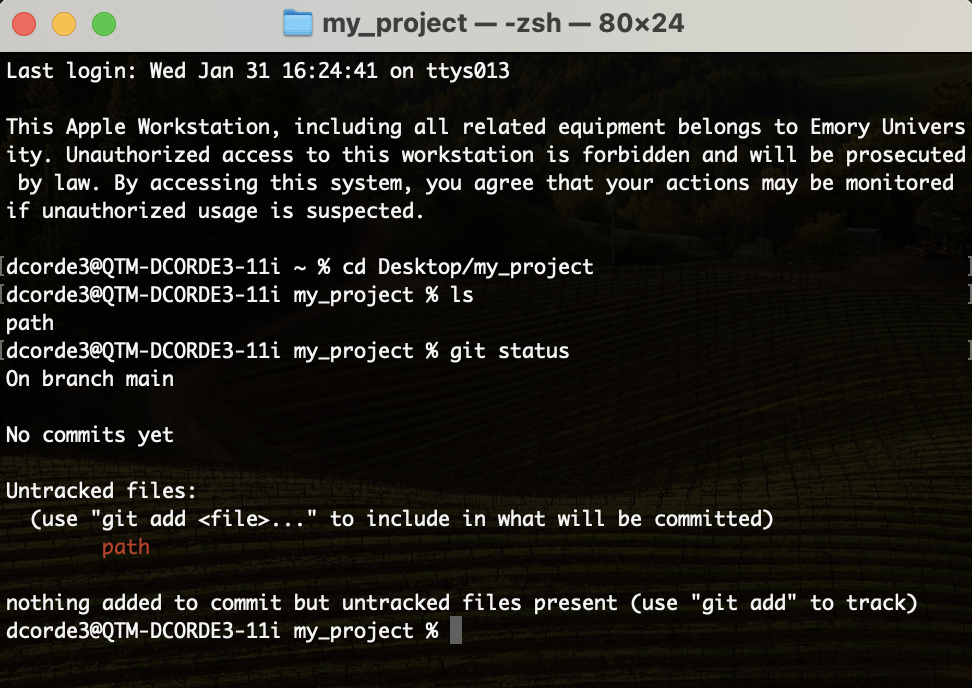 my_project — -zsh — 80×24
Last login: Wed Jan 31 16:24:41 on ttys013
This Apple Workstation, including all related equipment belongs to Emory Univers
ity. Unauthorized access to this workstation is forbidden and will be prosecuted
 by law. By accessing this system, you agree that your actions may be monitored
if unauthorized usage is suspected.
[dcorde3@QTM-DCORDE3-11i ~ % cd Desktop/my_project ]
[dcorde3@QTM-DCORDE3-11i my_project % ls ]
path
[dcorde3@QTM-DCORDE3-11i my_project % git status ]
On branch main
No commits yet
Untracked files:
  (use "git add <file>..." to include in what will be committed)
        path
nothing added to commit but untracked files present (use "git add" to track)
dcorde3@QTM-DCORDE3-11i my_project %